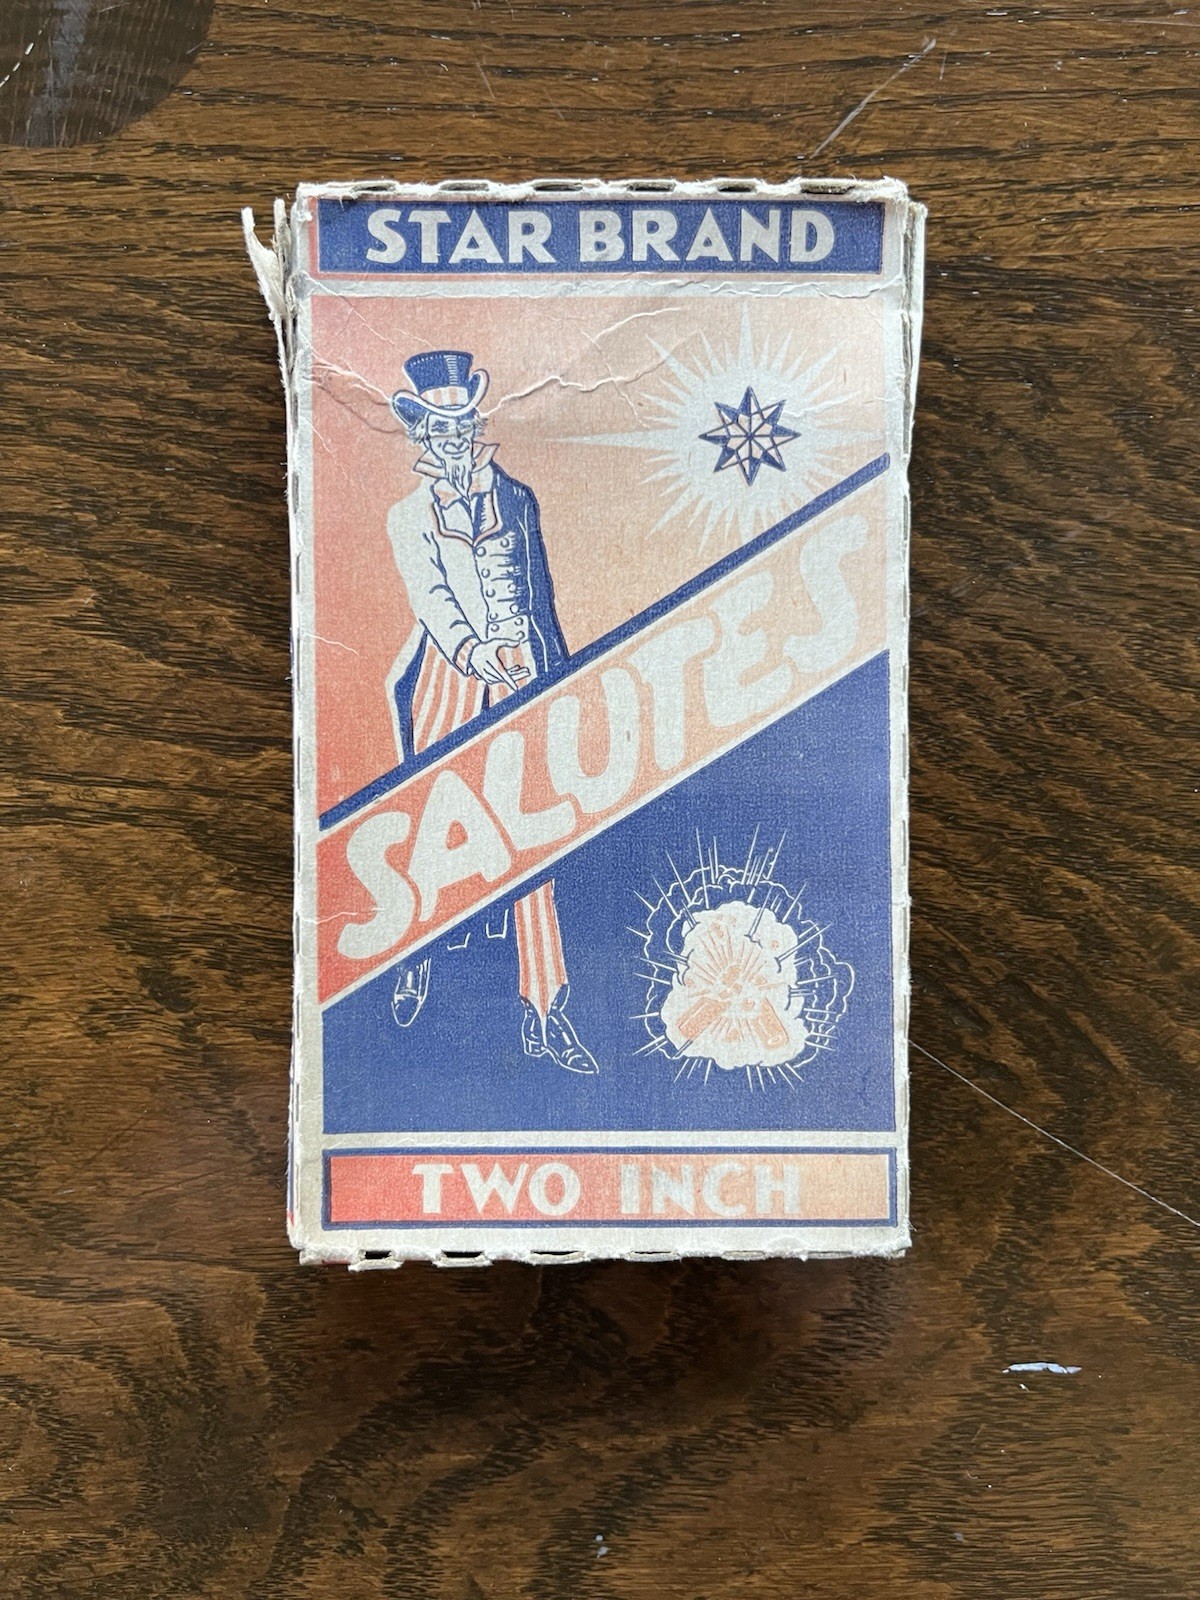 STAR BRAND
SALUTES
TWO INCH